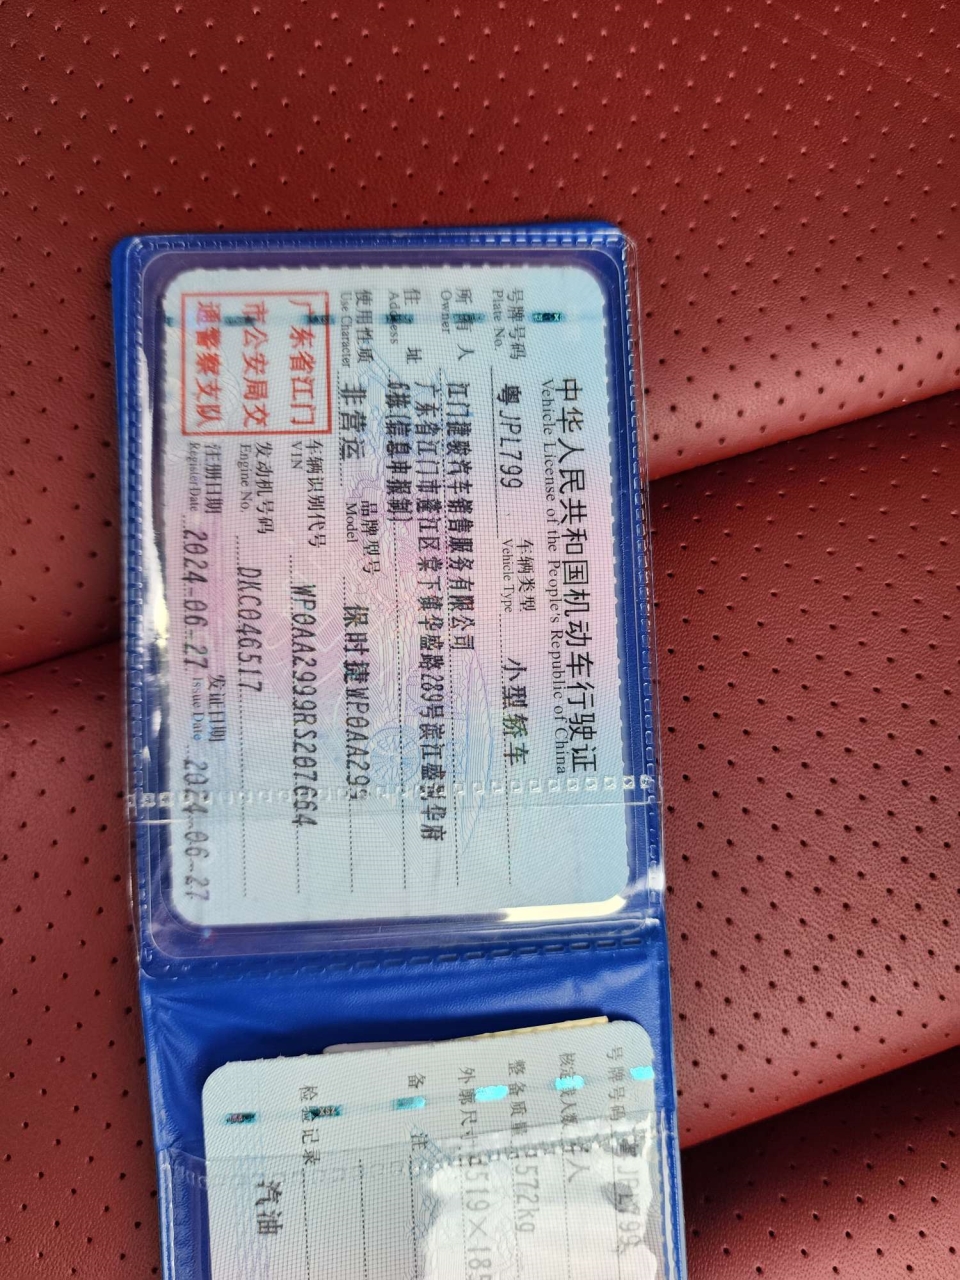 中华人民共和国机动车行驶证
Vehicle License of the People's Republic of China
号牌号码 粤JPL799 车辆类型 小型轿车
Plate No. Vehicle Type
所有人 江门捷骏汽车销售服务有限公司
Owner
住址 广东省江门市蓬江区棠下镇华盛路289号滨江盛 华府
Address 信息申报制)
使用性质 非营运 品牌型号 保时捷WP0AA299
Use Character Model
广东省江门
市公安局交
通警察支队
车辆识别代号 WP0AA2999RS207664
VIN
发动机号码 DKC046517
Engine No.
注册日期 2024-06-27 发证日期 2024-06-27
Register Date Issue Date
号牌号码
核定载人数 人
整备质量 1572kg
外廓尺寸 4519×185
备注
检验记录
汽油